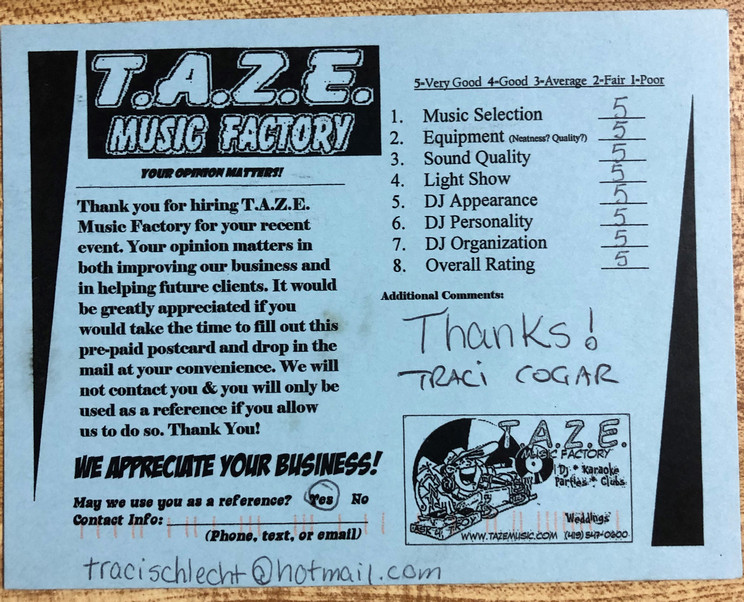 T.A.Z.E.
MUSIC FACTORY
YOUR OPINION MATTERS!
Thank you for hiring T.A.Z.E.
Music Factory for your recent
event. Your opinion matters in
both improving our business and
in helping future clients. It would
be greatly appreciated if you
would take the time to fill out this
pre-paid postcard and drop in the
mail at your convenience. We will
not contact you & you will only be
used as a reference if you allow
us to do so. Thank You!
WE APPRECIATE YOUR BUSINESS!
May we use you as a reference? Yes No
Contact Info:
(Phone, text, or email)
tracischlecht@hotmail.com
5-Very Good 4-Good 3-Average 2-Fair 1-Poor
1. Music Selection 5
2. Equipment (Neatness? Quality?) 5
3. Sound Quality 5
4. Light Show 5
5. DJ Appearance 5
6. DJ Personality 5
7. DJ Organization 5
8. Overall Rating 5
Additional Comments:
Thanks!
TRACI COGAR
T.A.Z.E.
MUSIC FACTORY
Dj * Karaoke
Parties * Clubs
Weddings
WWW.TAZEMUSIC.COM (419) 547-0600